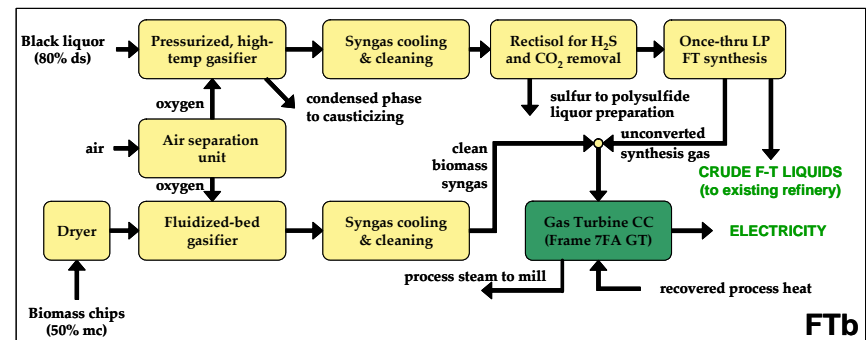 Black liquor
(80% ds)
Pressurized, high-
temp gasifier
Syngas cooling
& cleaning
Rectisol for H₂S
and CO₂ removal
Once-thru LP
FT synthesis
oxygen
condensed phase
to causticizing
sulfur to polysulfide
liquor preparation
unconverted
synthesis gas
air
Air separation
unit
clean
biomass
syngas
CRUDE F-T LIQUIDS
(to existing refinery)
oxygen
Dryer
Fluidized-bed
gasifier
Syngas cooling
& cleaning
Gas Turbine CC
(Frame 7FA GT)
ELECTRICITY
process steam to mill
recovered process heat
Biomass chips
(50% mc)
FTb